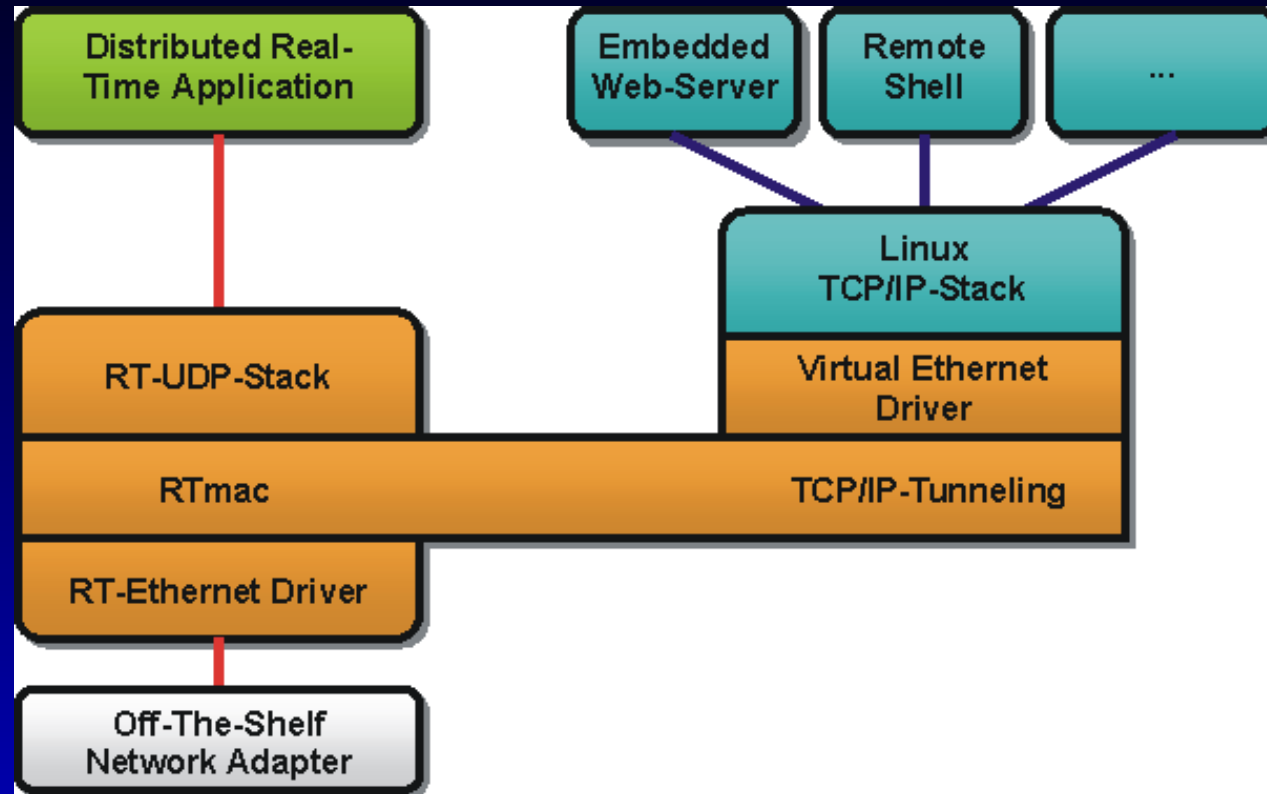 Distributed Real-
Time Application
Embedded
Web-Server
Remote
Shell
...
Linux
TCP/IP-Stack
RT-UDP-Stack
Virtual Ethernet
Driver
RTmac
TCP/IP-Tunneling
RT-Ethernet Driver
Off-The-Shelf
Network Adapter